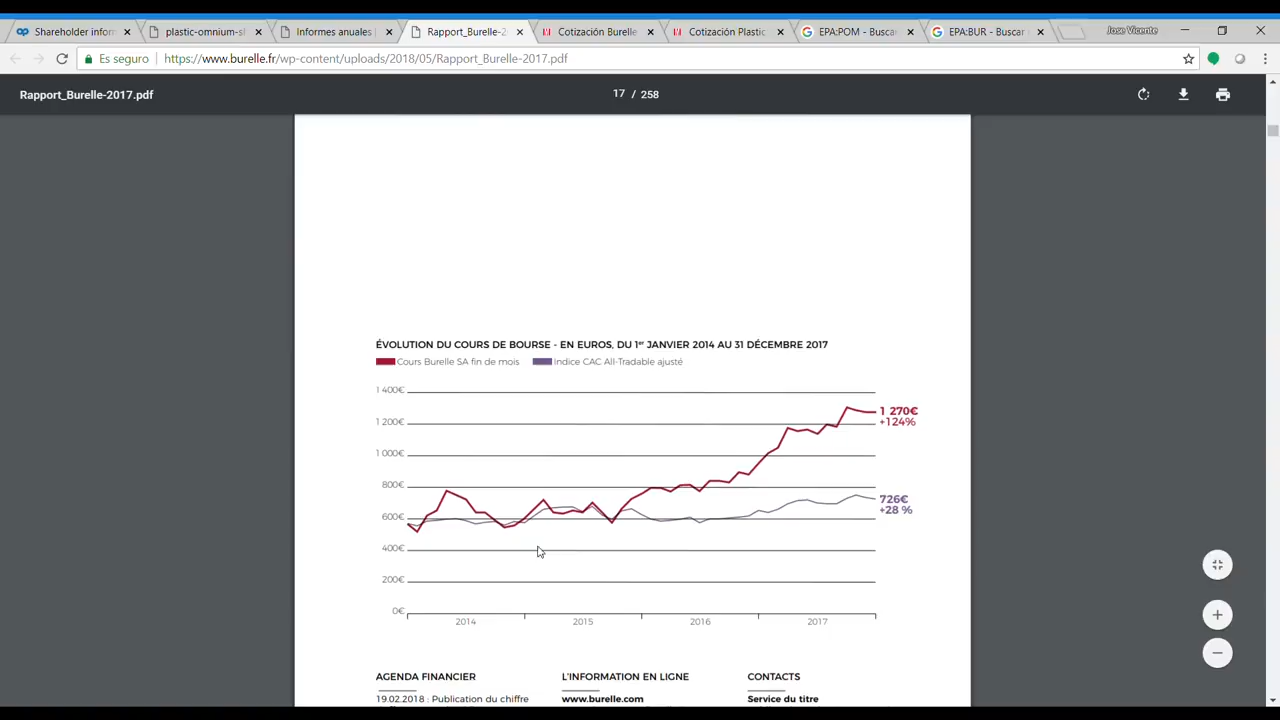 Shareholder infor
plastic-omnium-sl
Informes anuales |
Rapport_Burelle-2
Cotización Burelle
Cotización Plastic
EPA:POM - Buscar
EPA:BUR - Buscar
Jose Vicente
Es seguro
https://www.burelle.fr/wp-content/uploads/2018/05/Rapport_Burelle-2017.pdf
Rapport_Burelle-2017.pdf
17 / 258
ÉVOLUTION DU COURS DE BOURSE - EN EUROS, DU 1er JANVIER 2014 AU 31 DÉCEMBRE 2017
Cours Burelle SA fin de mois
Indice CAC All-Tradable ajusté
1 400€
1 200€
1 000€
800€
600€
400€
200€
0€
1 270€
+124%
726€
+28 %
2014
2015
2016
2017
AGENDA FINANCIER
L'INFORMATION EN LIGNE
CONTACTS
19.02.2018 : Publication du chiffre
www.burelle.com
Service du titre